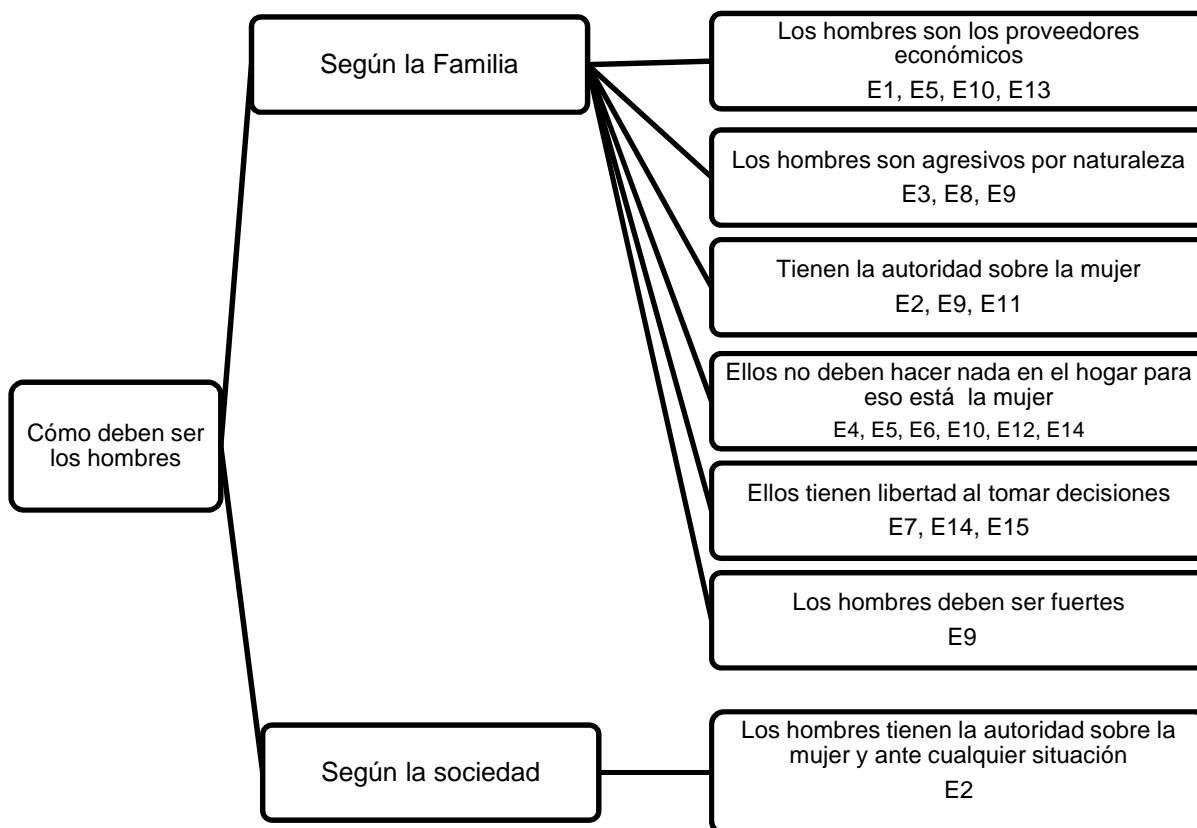 Según la Familia
Los hombres son los proveedores
económicos
E1, E5, E10, E13
Los hombres son agresivos por naturaleza
E3, E8, E9
Tienen la autoridad sobre la mujer
E2, E9, E11
Ellos no deben hacer nada en el hogar para
eso está la mujer
E4, E5, E6, E10, E12, E14
Cómo deben ser
los hombres
Ellos tienen libertad al tomar decisiones
E7, E14, E15
Los hombres deben ser fuertes
E9
Según la sociedad
Los hombres tienen la autoridad sobre la
mujer y ante cualquier situación
E2